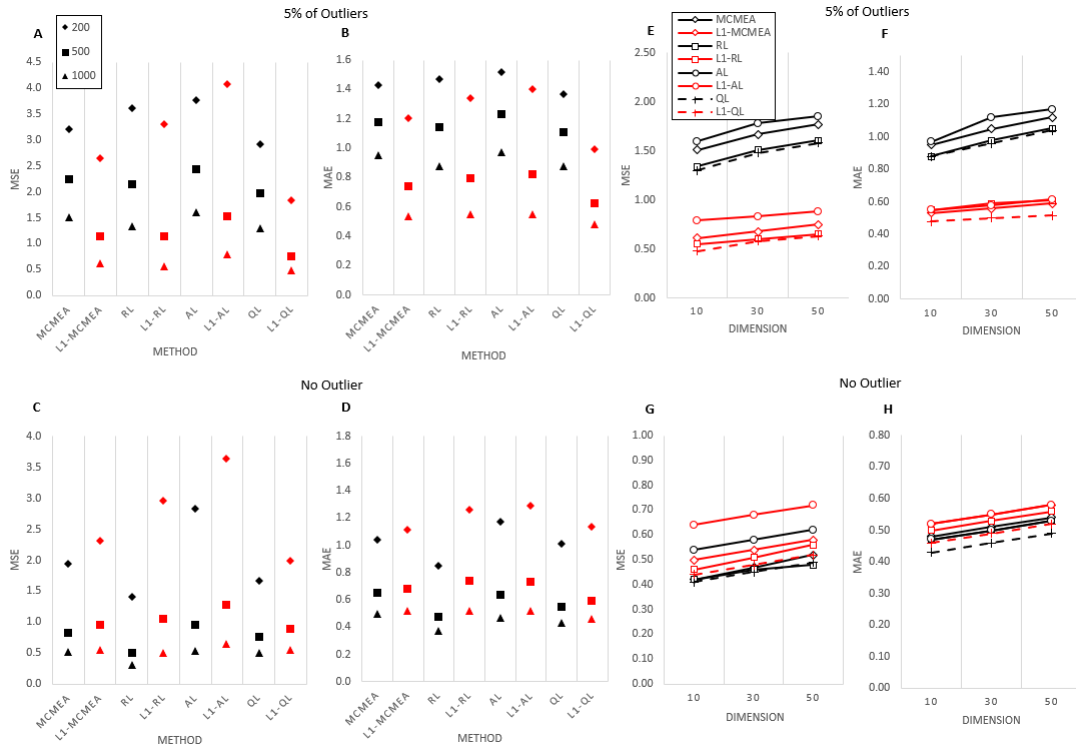 5% of Outliers
A
200
500
1000
4.5
4.0
3.5
3.0
2.5
2.0
1.5
1.0
0.5
0.0
MSE
MCMEA
L1-MCMEA
RL
L1-RL
AL
L1-AL
QL
L1-QL
METHOD
B
1.6
1.4
1.2
1.0
0.8
0.6
0.4
0.2
0.0
MAE
MCMEA
L1-MCMEA
RL
L1-RL
AL
L1-AL
QL
L1-QL
METHOD
5% of Outliers
E
MCMEA
L1-MCMEA
RL
L1-RL
AL
L1-AL
QL
L1-QL
2.50
2.00
1.50
1.00
0.50
0.00
MSE
10
30
50
DIMENSION
F
1.40
1.20
1.00
0.80
0.60
0.40
0.20
0.00
MAE
10
30
50
DIMENSION
No Outlier
C
4.0
3.5
3.0
2.5
2.0
1.5
1.0
0.5
0.0
MSE
MCMEA
L1-MCMEA
RL
L1-RL
AL
L1-AL
QL
L1-QL
METHOD
D
1.8
1.6
1.4
1.2
1.0
0.8
0.6
0.4
0.2
0.0
MAE
MCMEA
L1-MCMEA
RL
L1-RL
AL
L1-AL
QL
L1-QL
METHOD
No Outlier
G
1.00
0.90
0.80
0.70
0.60
0.50
0.40
0.30
0.20
0.10
0.00
MSE
10
30
50
DIMENSION
H
0.80
0.70
0.60
0.50
0.40
0.30
0.20
0.10
0.00
MAE
10
30
50
DIMENSION